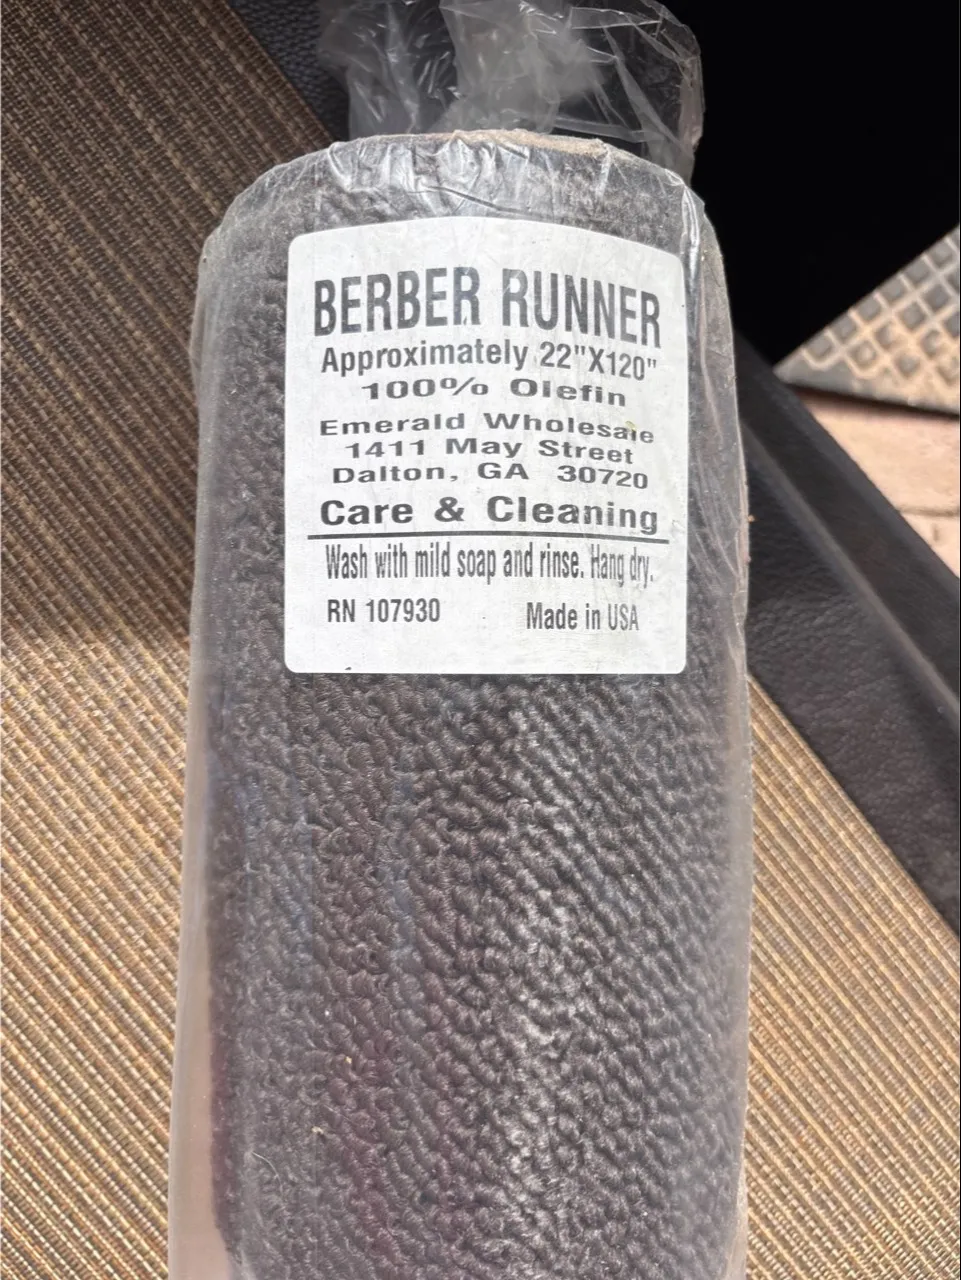 BERBER RUNNER
Approximately 22"X120"
100% Olefin
Emerald Wholesale
1411 May Street
Dalton, GA 30720
Care & Cleaning
Wash with mild soap and rinse. Hang dry.
RN 107930 Made in USA